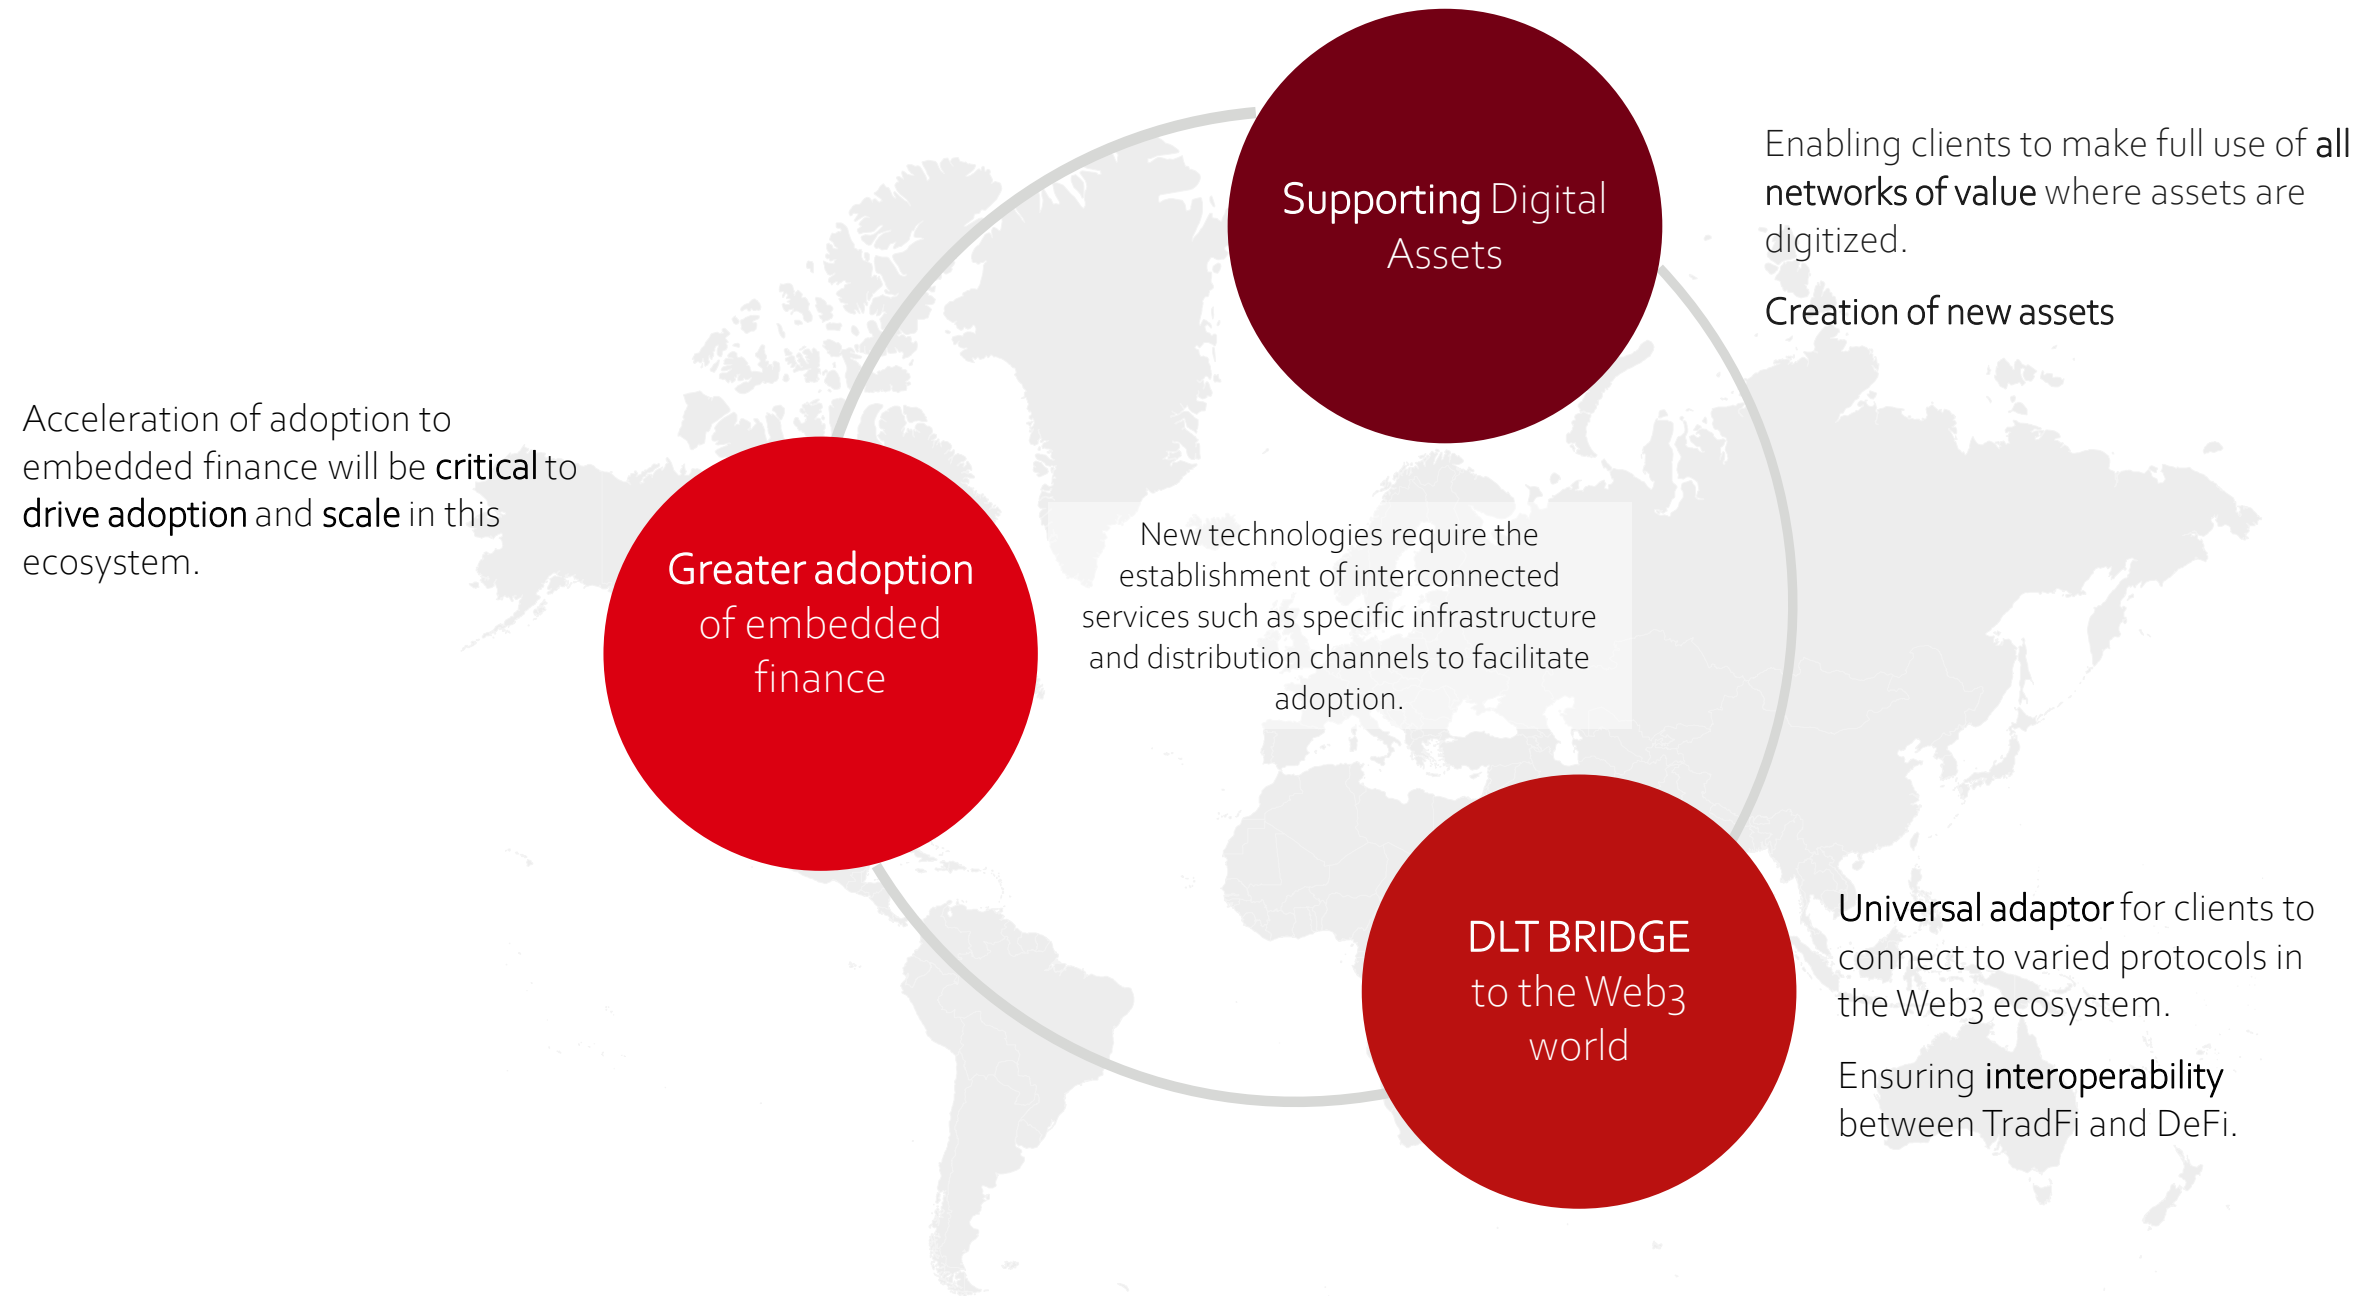 Supporting Digital
Assets
Enabling clients to make full use of all
networks of value where assets are
digitized.
Creation of new assets
Acceleration of adoption to
embedded finance will be critical to
drive adoption and scale in this
ecosystem.
Greater adoption
of embedded
finance
New technologies require the
establishment of interconnected
services such as specific infrastructure
and distribution channels to facilitate
adoption.
DLT BRIDGE
to the Web3
world
Universal adaptor for clients to
connect to varied protocols in
the Web3 ecosystem.
Ensuring interoperability
between TradFi and DeFi.